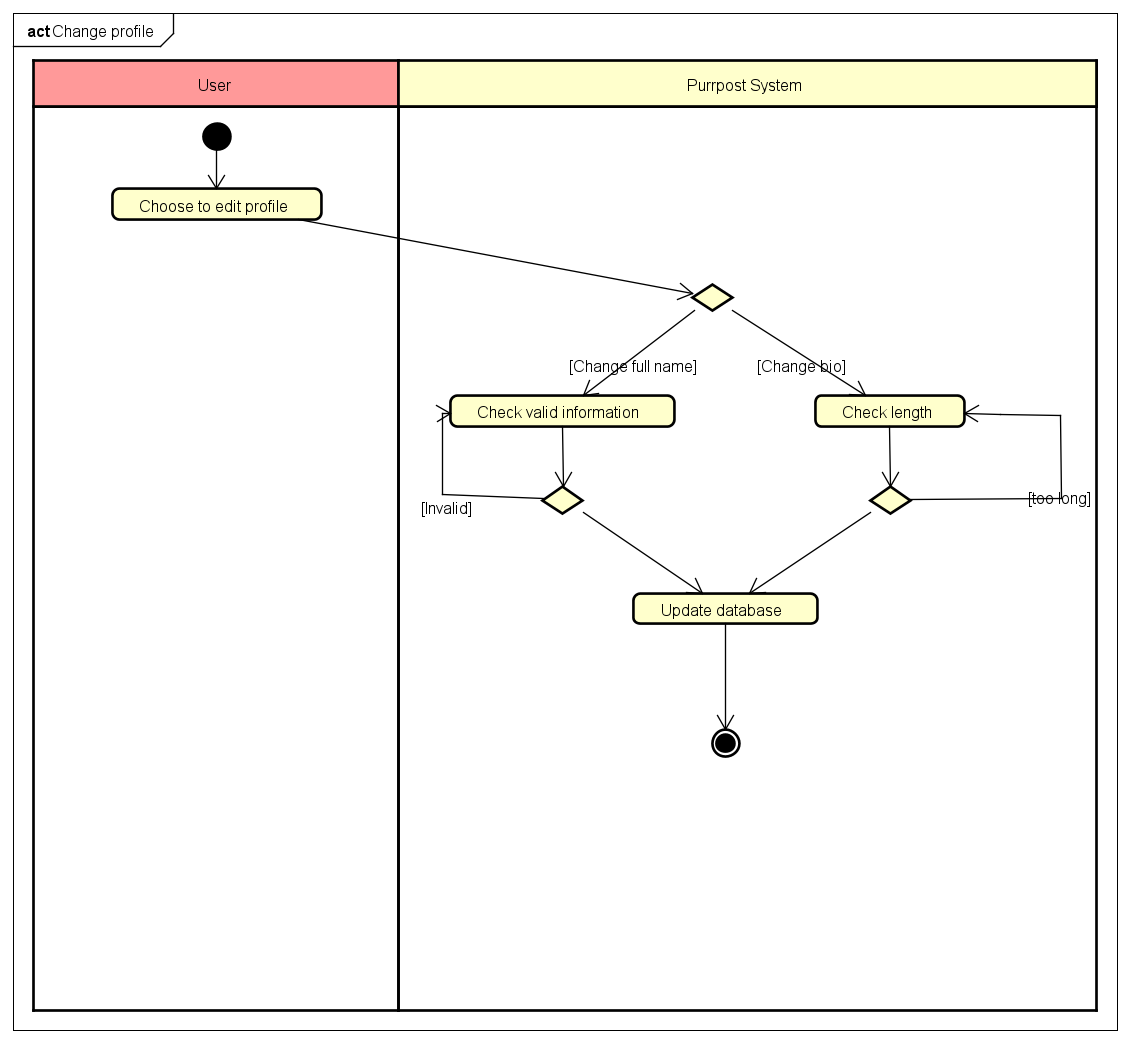 act Change profile
User
Purrpost System
Choose to edit profile
[Change full name]
[Change bio]
Check valid information
Check length
[Invalid]
[too long]
Update database